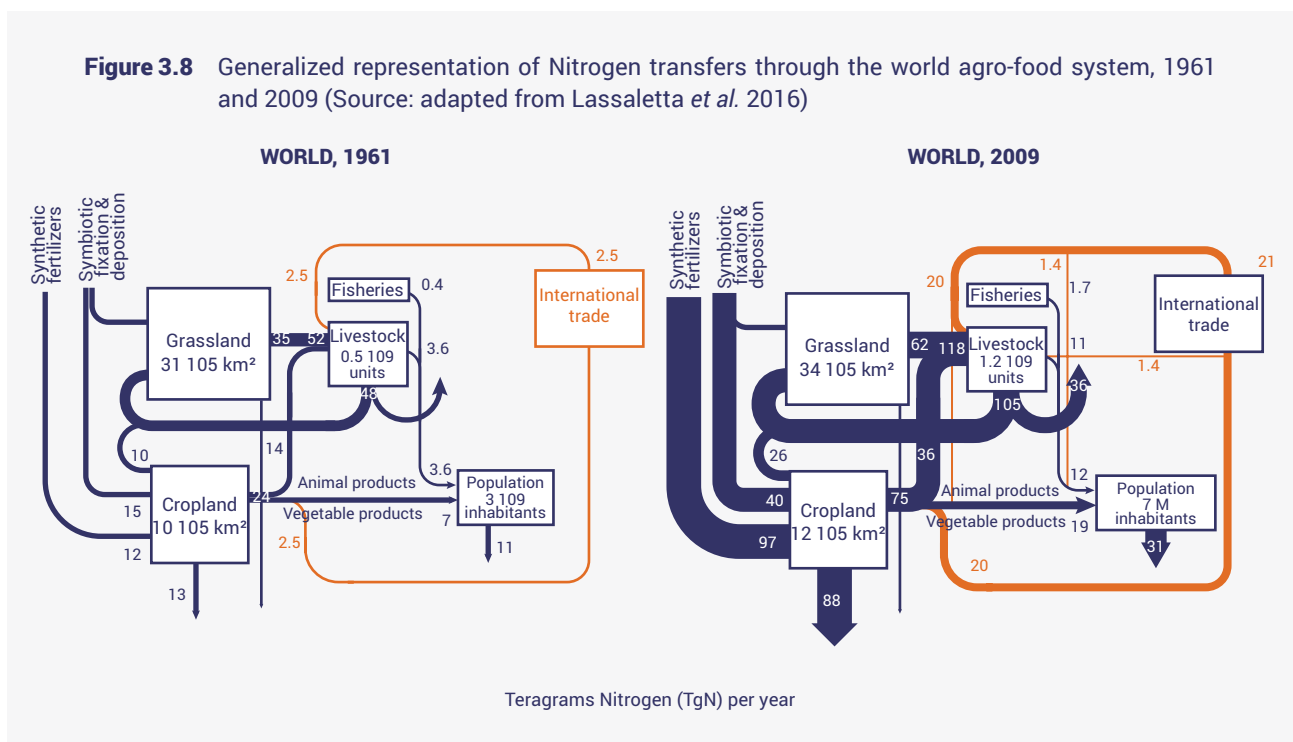 Figure 3.8 Generalized representation of Nitrogen transfers through the world agro-food system, 1961
and 2009 (Source: adapted from Lassaletta et al. 2016)
WORLD, 1961
Synthetic
fertilizers
Symbiotic
fixation &
deposition
2.5
2.5
Fisheries
0.4
International
trade
Grassland
31 105 km²
35
52
Livestock
0.5 109
units
3.6
48
10
14
3.6
Cropland
10 105 km²
24
Animal products
Vegetable products
7
Population
3 109
inhabitants
15
12
2.5
11
13
WORLD, 2009
Synthetic
fertilizers
Symbiotic
fixation &
deposition
1.4
21
20
Fisheries
1.7
International
trade
Grassland
34 105 km²
62
118
Livestock
1.2 109
units
11
1.4
36
105
26
36
12
Cropland
12 105 km²
40
75
Animal products
Vegetable products
19
Population
7 M
inhabitants
97
31
20
88
Teragrams Nitrogen (TgN) per year